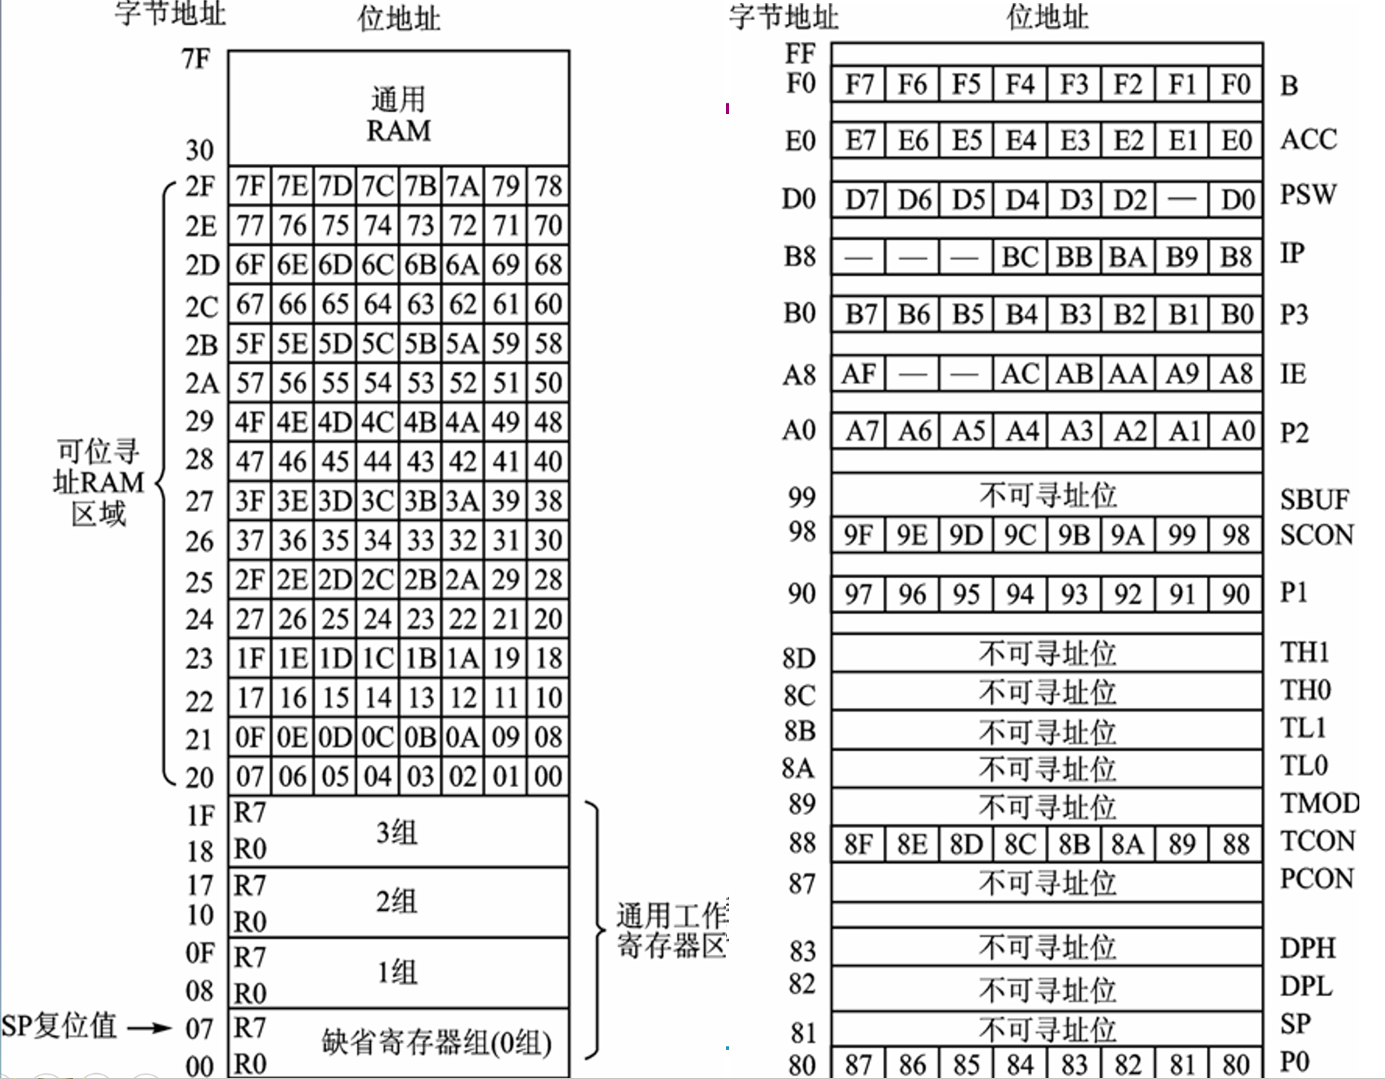 字节地址 位地址
7F
通用
RAM
30
2F 7F 7E 7D 7C 7B 7A 79 78
2E 77 76 75 74 73 72 71 70
2D 6F 6E 6D 6C 6B 6A 69 68
2C 67 66 65 64 63 62 61 60
2B 5F 5E 5D 5C 5B 5A 59 58
2A 57 56 55 54 53 52 51 50
29 4F 4E 4D 4C 4B 4A 49 48
28 47 46 45 44 43 42 41 40
27 3F 3E 3D 3C 3B 3A 39 38
26 37 36 35 34 33 32 31 30
25 2F 2E 2D 2C 2B 2A 29 28
24 27 26 25 24 23 22 21 20
23 1F 1E 1D 1C 1B 1A 19 18
22 17 16 15 14 13 12 11 10
21 0F 0E 0D 0C 0B 0A 09 08
20 07 06 05 04 03 02 01 00
可位寻
址RAM
区域
1F R7
3组
18 R0
17 R7
2组
10 R0
0F R7
1组
08 R0
SP复位值 → 07 R7
缺省寄存器组(0组)
00 R0
通用工作
寄存器区
字节地址 位地址
FF
F0 F7 F6 F5 F4 F3 F2 F1 F0 B
E0 E7 E6 E5 E4 E3 E2 E1 E0 ACC
D0 D7 D6 D5 D4 D3 D2 — D0 PSW
B8 — — — BC BB BA B9 B8 IP
B0 B7 B6 B5 B4 B3 B2 B1 B0 P3
A8 AF — — AC AB AA A9 A8 IE
A0 A7 A6 A5 A4 A3 A2 A1 A0 P2
99 不可寻址位 SBUF
98 9F 9E 9D 9C 9B 9A 99 98 SCON
90 97 96 95 94 93 92 91 90 P1
8D 不可寻址位 TH1
8C 不可寻址位 TH0
8B 不可寻址位 TL1
8A 不可寻址位 TL0
89 不可寻址位 TMOD
88 8F 8E 8D 8C 8B 8A 89 88 TCON
87 不可寻址位 PCON
83 不可寻址位 DPH
82 不可寻址位 DPL
81 不可寻址位 SP
80 87 86 85 84 83 82 81 80 P0